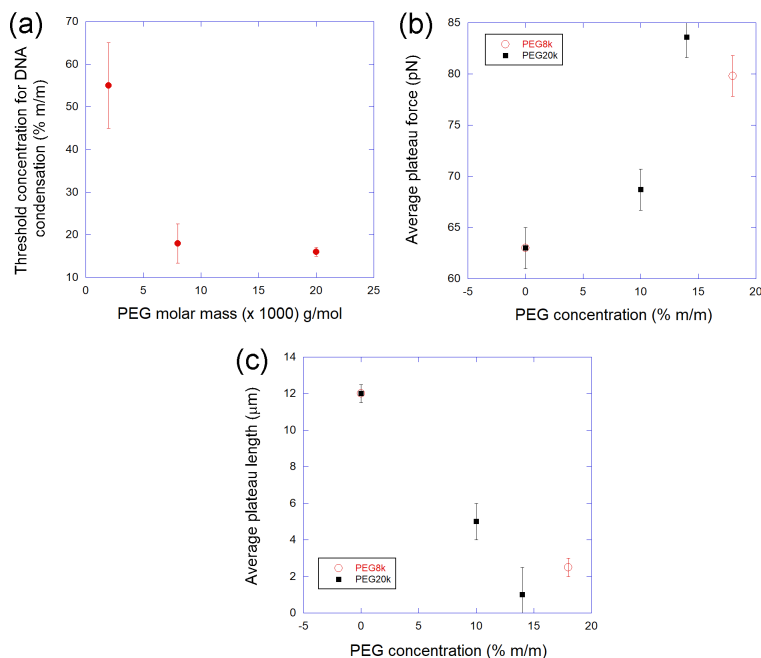 (a)
Threshold concentration for DNA
condensation (% m/m)
70
60
50
40
30
20
10
0
5
10
15
20
25
PEG molar mass (x 1000) g/mol
(b)
Average plateau force (pN)
85
80
75
70
65
60
PEG8k
PEG20k
-5
0
5
10
15
20
PEG concentration (% m/m)
(c)
Average plateau length (μm)
14
12
10
8
6
4
2
0
PEG8k
PEG20k
-5
0
5
10
15
20
PEG concentration (% m/m)